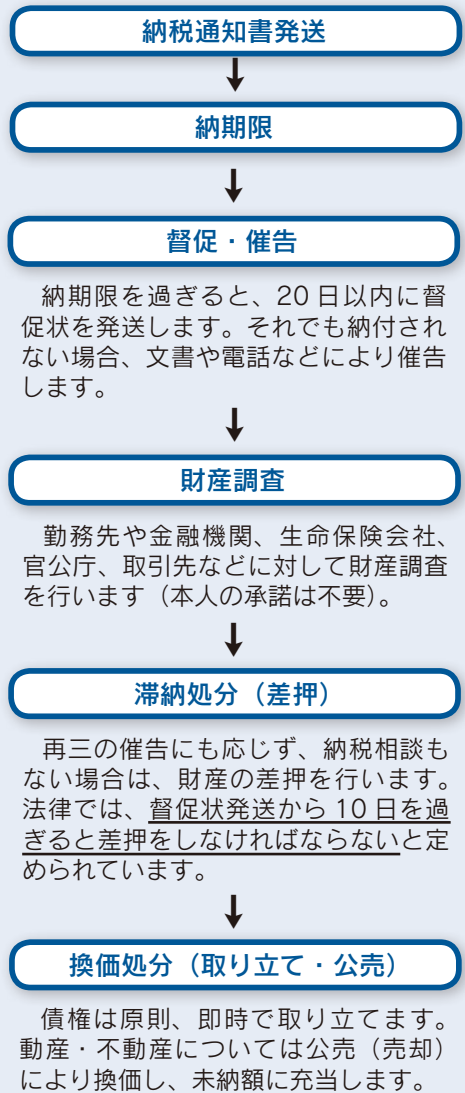 納税通知書発送
納期限
督促・催告
納期限を過ぎると、20 日以内に督
促状を発送します。それでも納付され
ない場合、文書や電話などにより催告
します。
財産調査
勤務先や金融機関、生命保険会社、
官公庁、取引先などに対して財産調査
を行います（本人の承諾は不要）。
滞納処分（差押）
再三の催告にも応じず、納税相談も
ない場合は、財産の差押を行います。
法律では、督促状発送から 10 日を過
ぎると差押をしなければならないと定
められています。
換価処分（取り立て・公売）
債権は原則、即時で取り立てます。
動産・不動産については公売（売却）
により換価し、未納額に充当します。